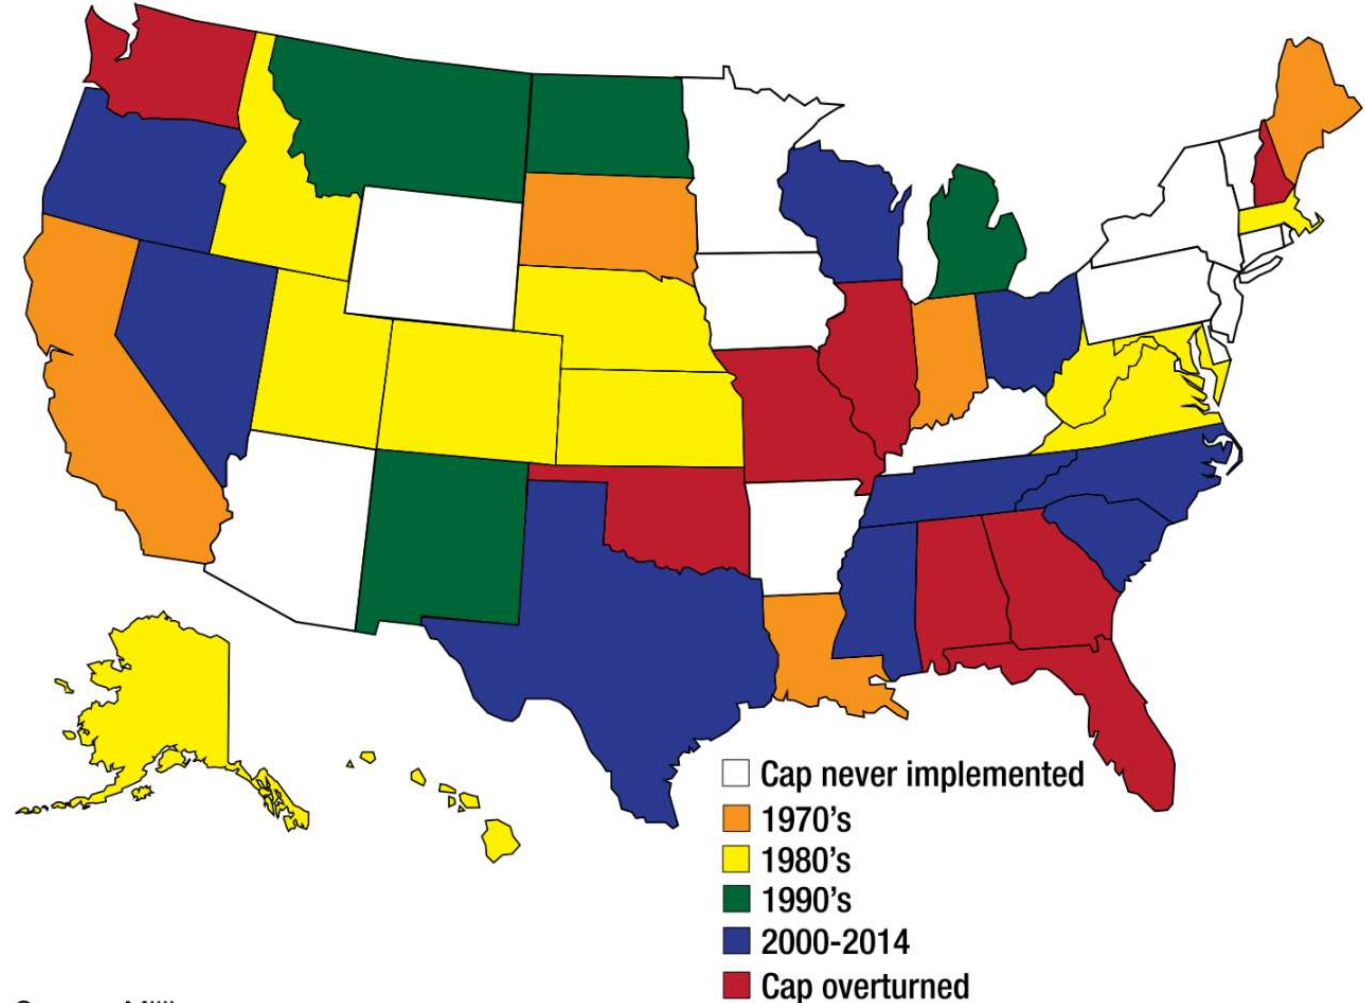 Cap never implemented
1970's
1980's
1990's
2000-2014
Cap overturned